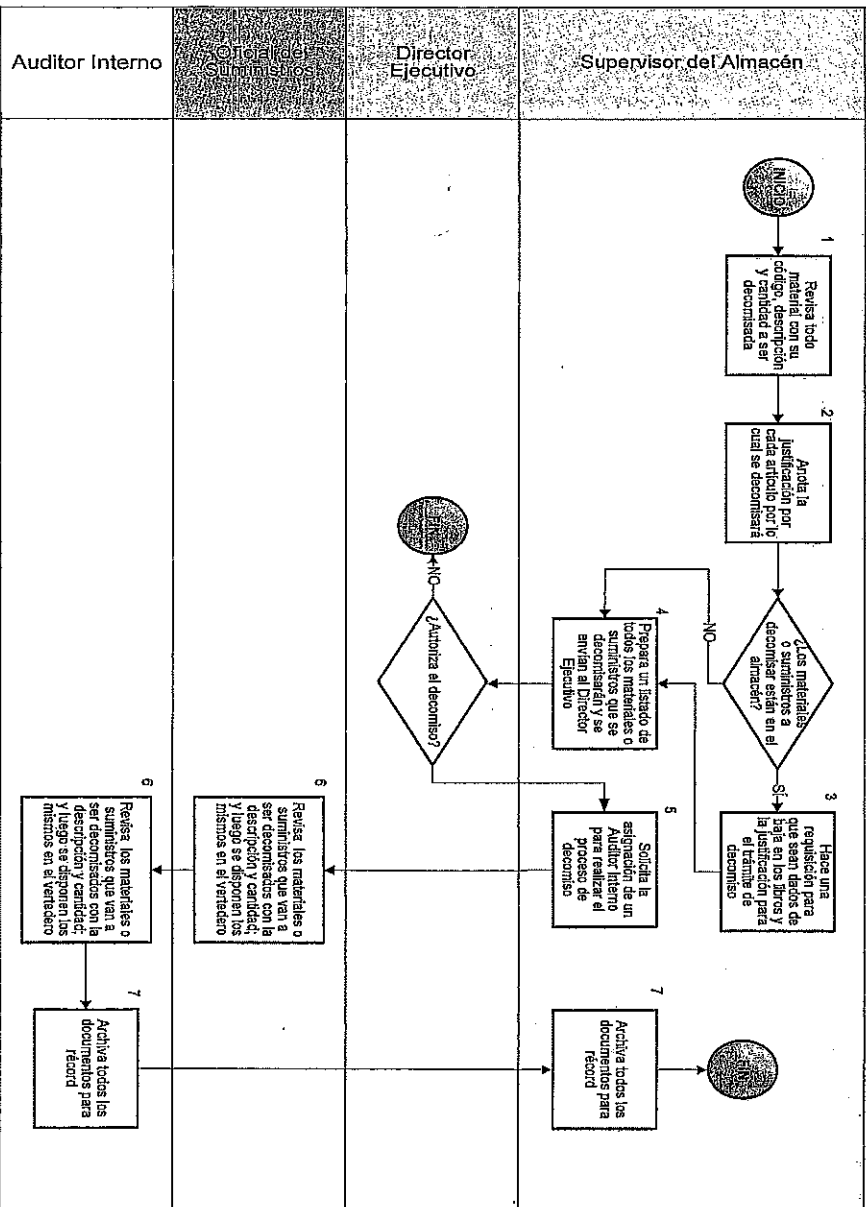 Supervisor del Almacén
Director
Ejecutivo
Oficial de
Suministros
Auditor Interno
INICIO
1
Revisa todo
material con su
código, descripción
y cantidad a ser
decomisada
2
Anota la
justificación por
cada artículo por lo
cual se decomisará
¿Los materiales
o suministros a
decomisar están en el
almacén?
Sí
NO
3
Hace una
requisición para
que sean dados de
baja en los libros y
la justificación para
el trámite de
decomiso
4
Prepara un listado de
todos los materiales o
suministros que se
decomisarán y se
envían al Director
Ejecutivo
¿Autoriza el decomiso?
NO
FIN
5
Solicita la
asignación de un
Auditor Interno
para realizar el
proceso de
decomiso
6
Revisa los materiales o
suministros que van a
ser decomisados con la
descripción y cantidad;
y luego se disponen los
mismos en el vertedero
6
Revisa los materiales o
suministros que van a
ser decomisados con la
descripción y cantidad;
y luego se disponen los
mismos en el vertedero
7
Archiva todos los
documentos para
récord
7
Archiva todos los
documentos para
récord
FIN